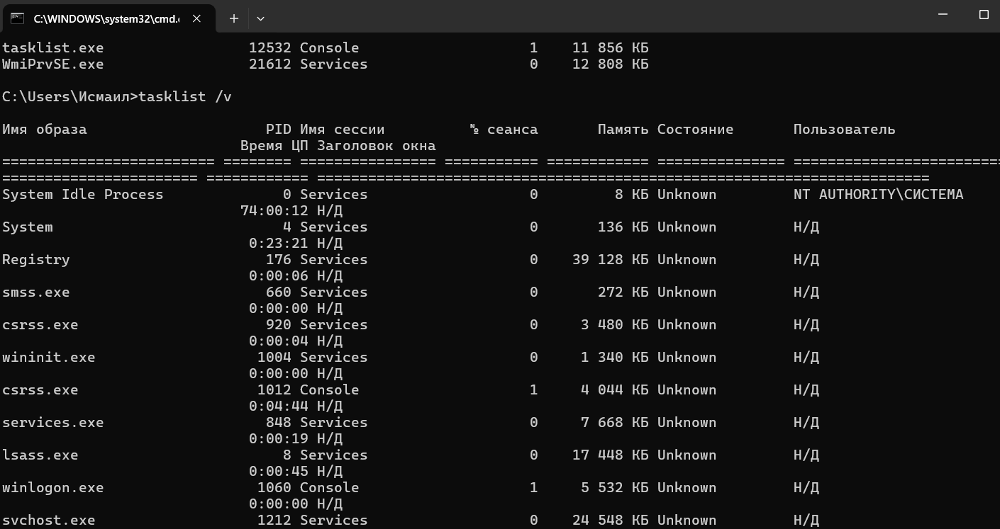 C:\WINDOWS\system32\cmd.e
tasklist.exe 12532 Console 1 11 856 КБ
WmiPrvSE.exe 21612 Services 0 12 808 КБ
C:\Users\Исмаил>tasklist /v
Имя образа PID Имя сессии № сеанса Память Состояние Пользователь
Время ЦП Заголовок окна
========================= ======== ================ =========== ============ =============== ========================
======================= ============ ========================================================================
System Idle Process 0 Services 0 8 КБ Unknown NT AUTHORITY\СИСТЕМА
74:00:12 Н/Д
System 4 Services 0 136 КБ Unknown Н/Д
0:23:21 Н/Д
Registry 176 Services 0 39 128 КБ Unknown Н/Д
0:00:06 Н/Д
smss.exe 660 Services 0 272 КБ Unknown Н/Д
0:00:00 Н/Д
csrss.exe 920 Services 0 3 480 КБ Unknown Н/Д
0:00:04 Н/Д
wininit.exe 1004 Services 0 1 340 КБ Unknown Н/Д
0:00:00 Н/Д
csrss.exe 1012 Console 1 4 044 КБ Unknown Н/Д
0:04:44 Н/Д
services.exe 848 Services 0 7 668 КБ Unknown Н/Д
0:00:19 Н/Д
lsass.exe 8 Services 0 17 448 КБ Unknown Н/Д
0:00:45 Н/Д
winlogon.exe 1060 Console 1 5 532 КБ Unknown Н/Д
0:00:00 Н/Д
svchost.exe 1212 Services 0 24 548 КБ Unknown Н/Д